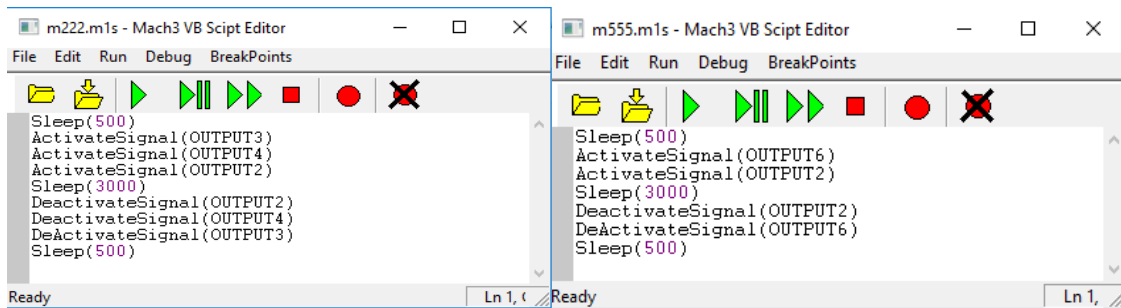 m222.m1s - Mach3 VB Scipt Editor
File Edit Run Debug BreakPoints
Sleep(500)
ActivateSignal(OUTPUT3)
ActivateSignal(OUTPUT4)
ActivateSignal(OUTPUT2)
Sleep(3000)
DeactivateSignal(OUTPUT2)
DeactivateSignal(OUTPUT4)
DeActivateSignal(OUTPUT3)
Sleep(500)
Ready
Ln 1,
m555.m1s - Mach3 VB Scipt Editor
File Edit Run Debug BreakPoints
Sleep(500)
ActivateSignal(OUTPUT6)
ActivateSignal(OUTPUT2)
Sleep(3000)
DeactivateSignal(OUTPUT2)
DeActivateSignal(OUTPUT6)
Sleep(500)
Ready
Ln 1,